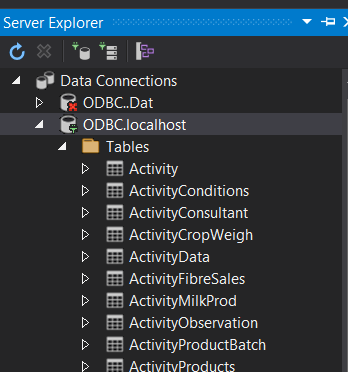 Server Explorer
Data Connections
ODBC..Dat
ODBC.localhost
Tables
Activity
ActivityConditions
ActivityConsultant
ActivityCropWeigh
ActivityData
ActivityFibreSales
ActivityMilkProd
ActivityObservation
ActivityProductBatch
ActivityProducts